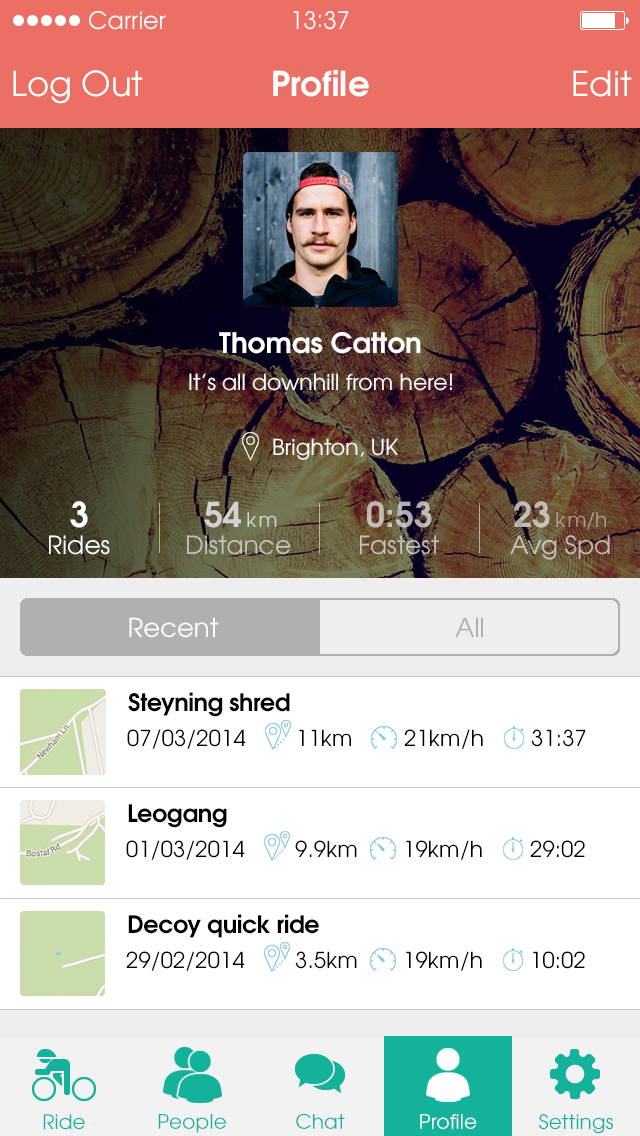 Carrier 13:37
Log Out Profile Edit
Thomas Catton
It's all downhill from here!
Brighton, UK
3 54 km 0:53 23 km/h
Rides Distance Fastest Avg Spd
Recent All
Steyning shred
Newham Ln
07/03/2014 11km 21km/h 31:37
Leogang
Bostal Rd
01/03/2014 9.9km 19km/h 29:02
Decoy quick ride
29/02/2014 3.5km 19km/h 10:02
Ride People Chat Profile Settings